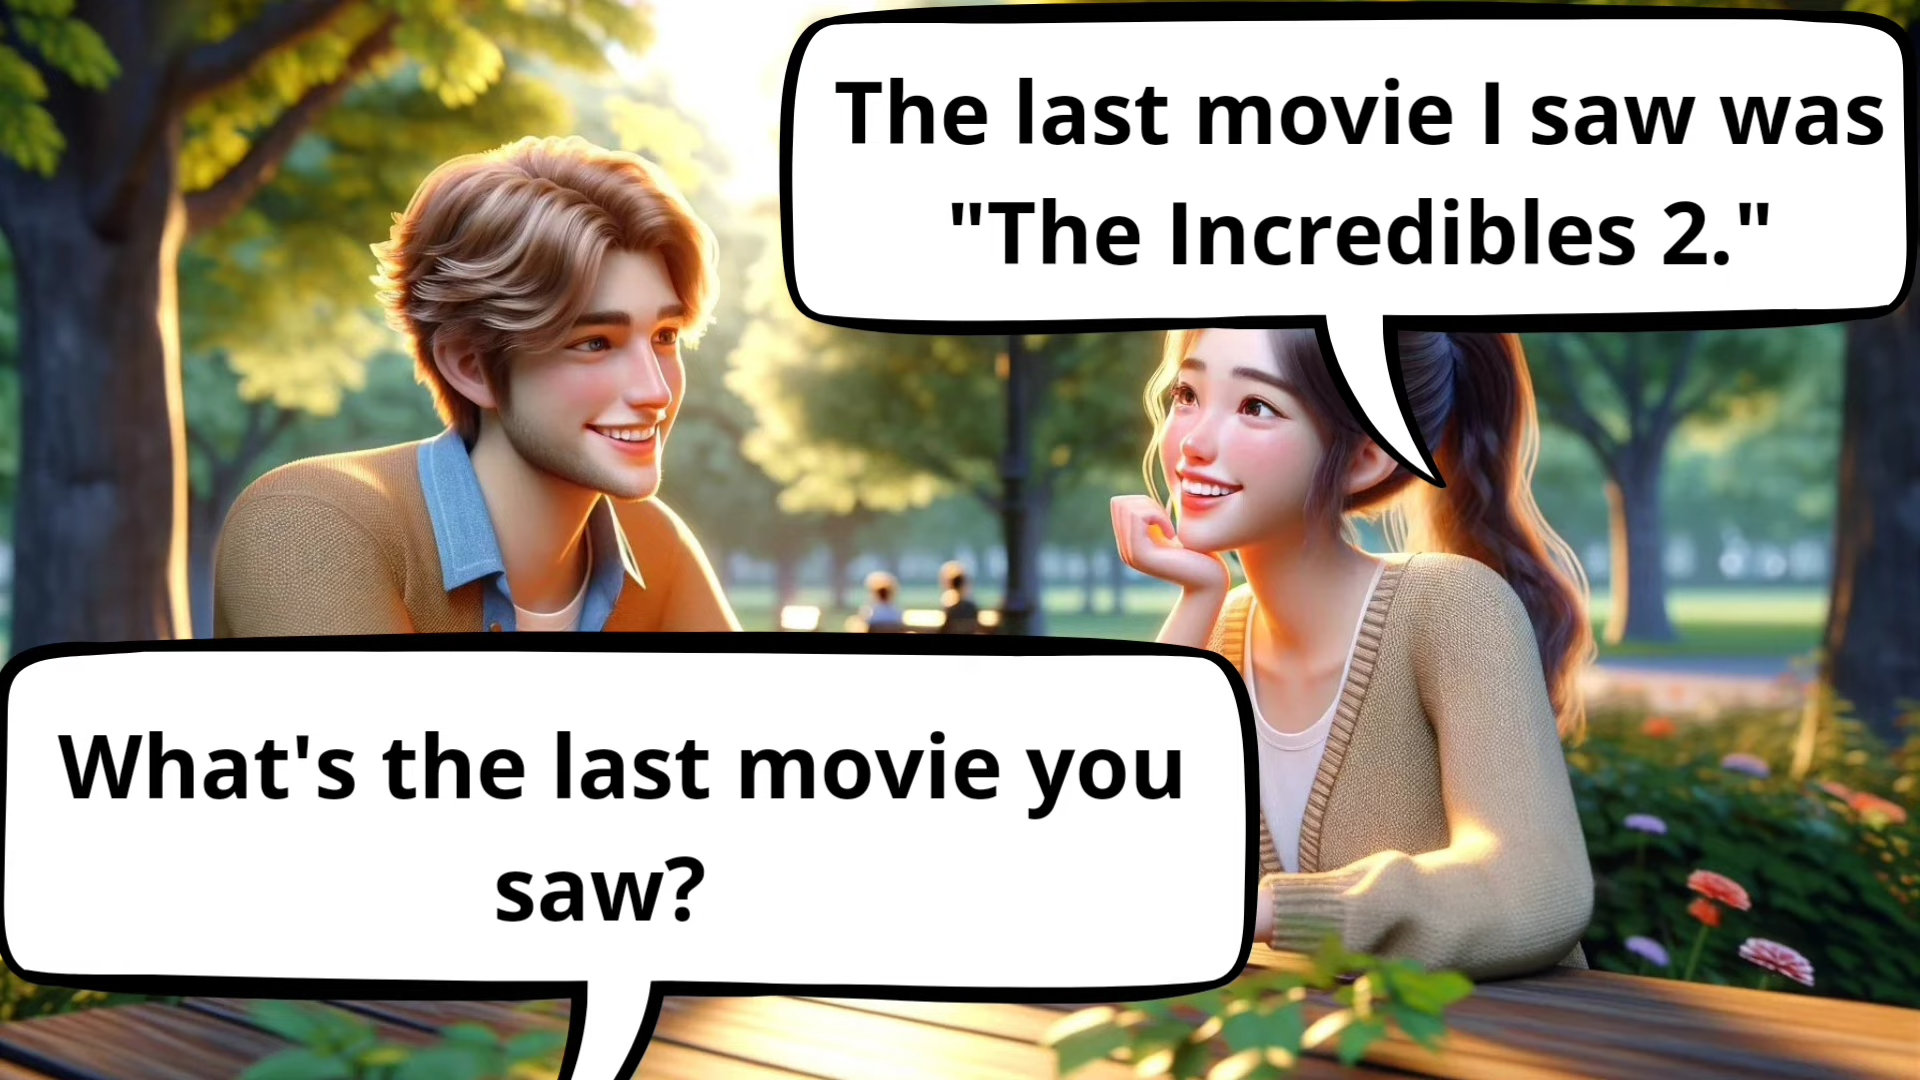 The last movie I saw was
"The Incredibles 2."
What's the last movie you
saw?